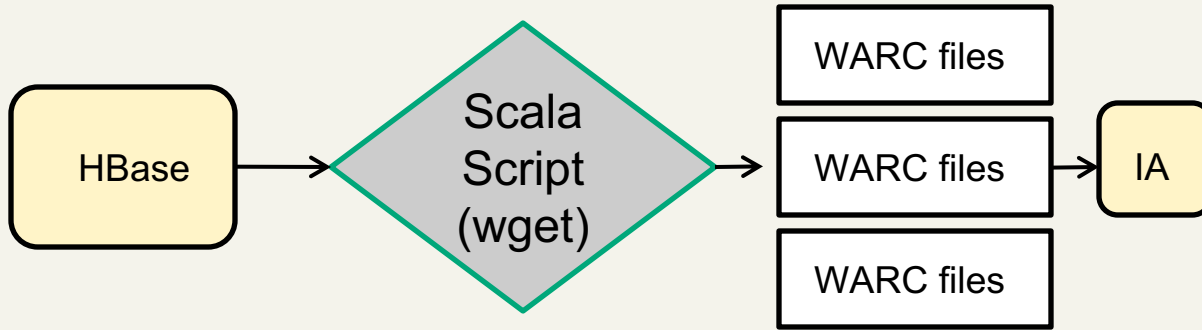 HBase
Scala
Script
(wget)
WARC files
WARC files
WARC files
IA